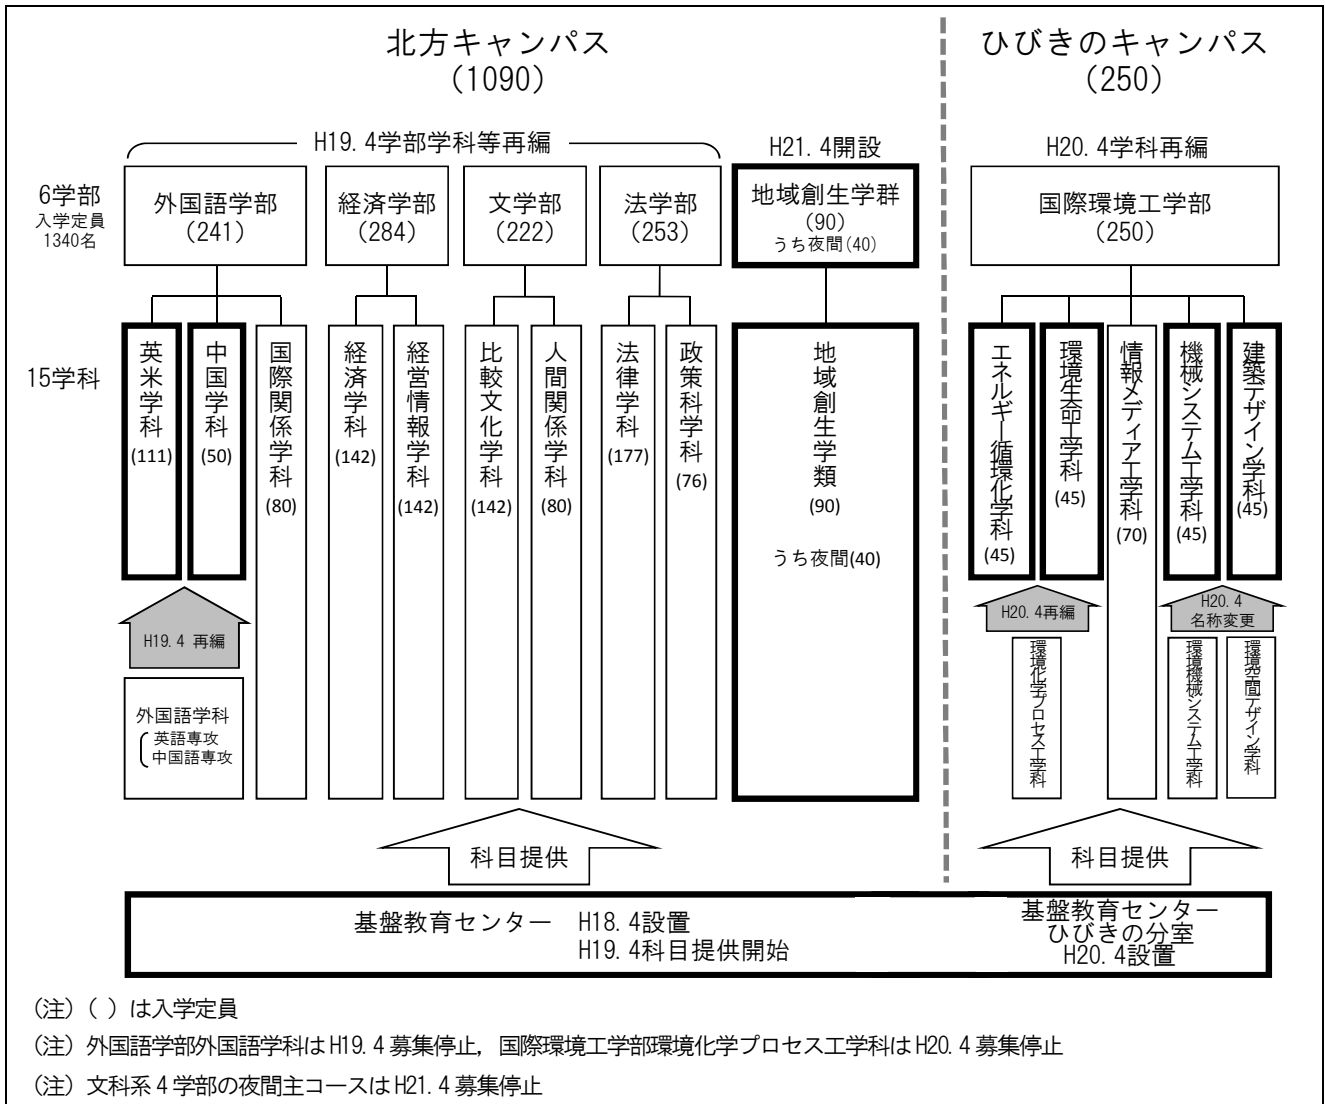 北方キャンパス
(1090)
ひびきのキャンパス
(250)
H19.4学部学科等再編
H21.4開設
H20.4学科再編
6学部
入学定員
1340名
外国語学部
(241)
経済学部
(284)
文学部
(222)
法学部
(253)
地域創生学群
(90)
うち夜間(40)
国際環境工学部
(250)
15学科
英米学科
(111)
中国学科
(50)
国際関係学科
(80)
経済学科
(142)
経営情報学科
(142)
比較文化学科
(142)
人間関係学科
(80)
法律学科
(177)
政策科学科
(76)
地域創生学類
(90)
うち夜間(40)
エネルギー循環化学科
(45)
環境生命工学科
(45)
情報メディア工学科
(70)
機械システム工学科
(45)
建築デザイン学科
(45)
H19.4 再編
H20.4再編
H20.4
名称変更
外国語学科
英語専攻
中国語専攻
環境化学プロセス工学科
環境機械システム工学科
環境空間デザイン学科
科目提供
科目提供
基盤教育センター H18.4設置
H19.4科目提供開始
基盤教育センター
ひびきの分室
H20.4設置
(注)( )は入学定員
(注)外国語学部外国語学科はH19.4募集停止,国際環境工学部環境化学プロセス工学科はH20.4募集停止
(注)文科系4学部の夜間主コースはH21.4募集停止